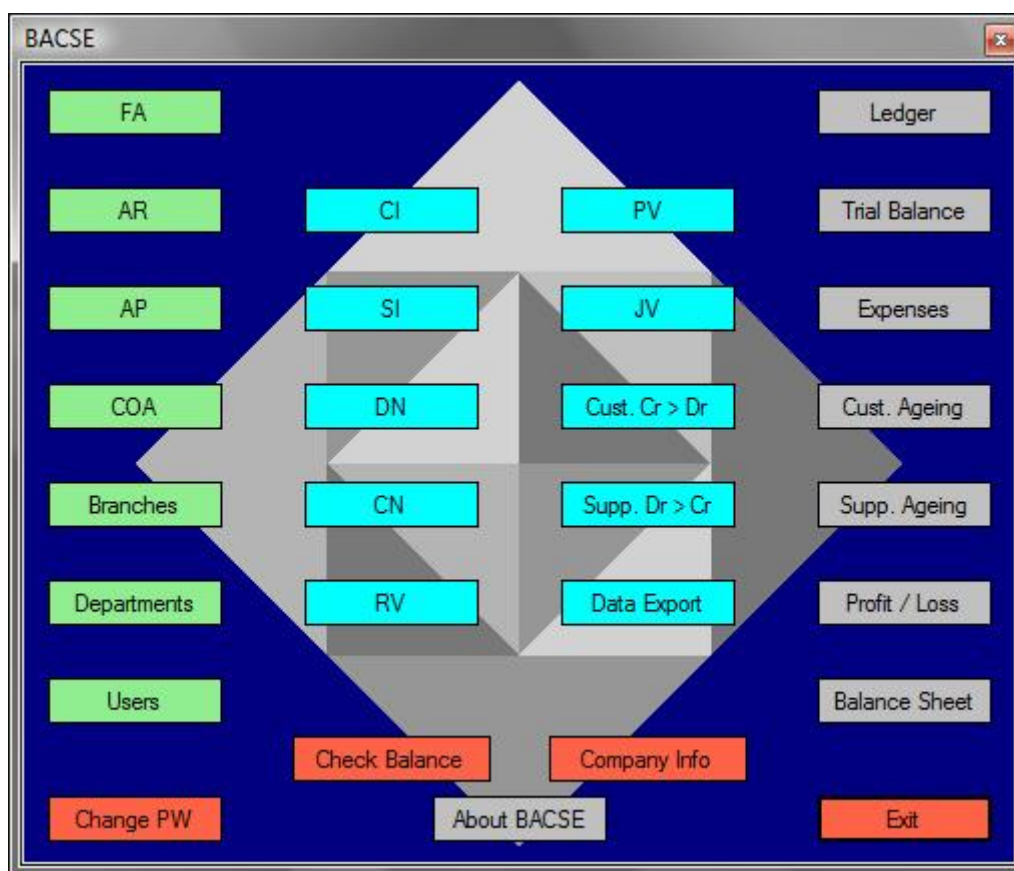 BACSE
FA
Ledger
AR
CI
PV
Trial Balance
AP
SI
JV
Expenses
COA
DN
Cust. Cr > Dr
Cust. Ageing
Branches
CN
Supp. Dr > Cr
Supp. Ageing
Departments
RV
Data Export
Profit / Loss
Users
Balance Sheet
Check Balance
Company Info
Change PW
About BACSE
Exit